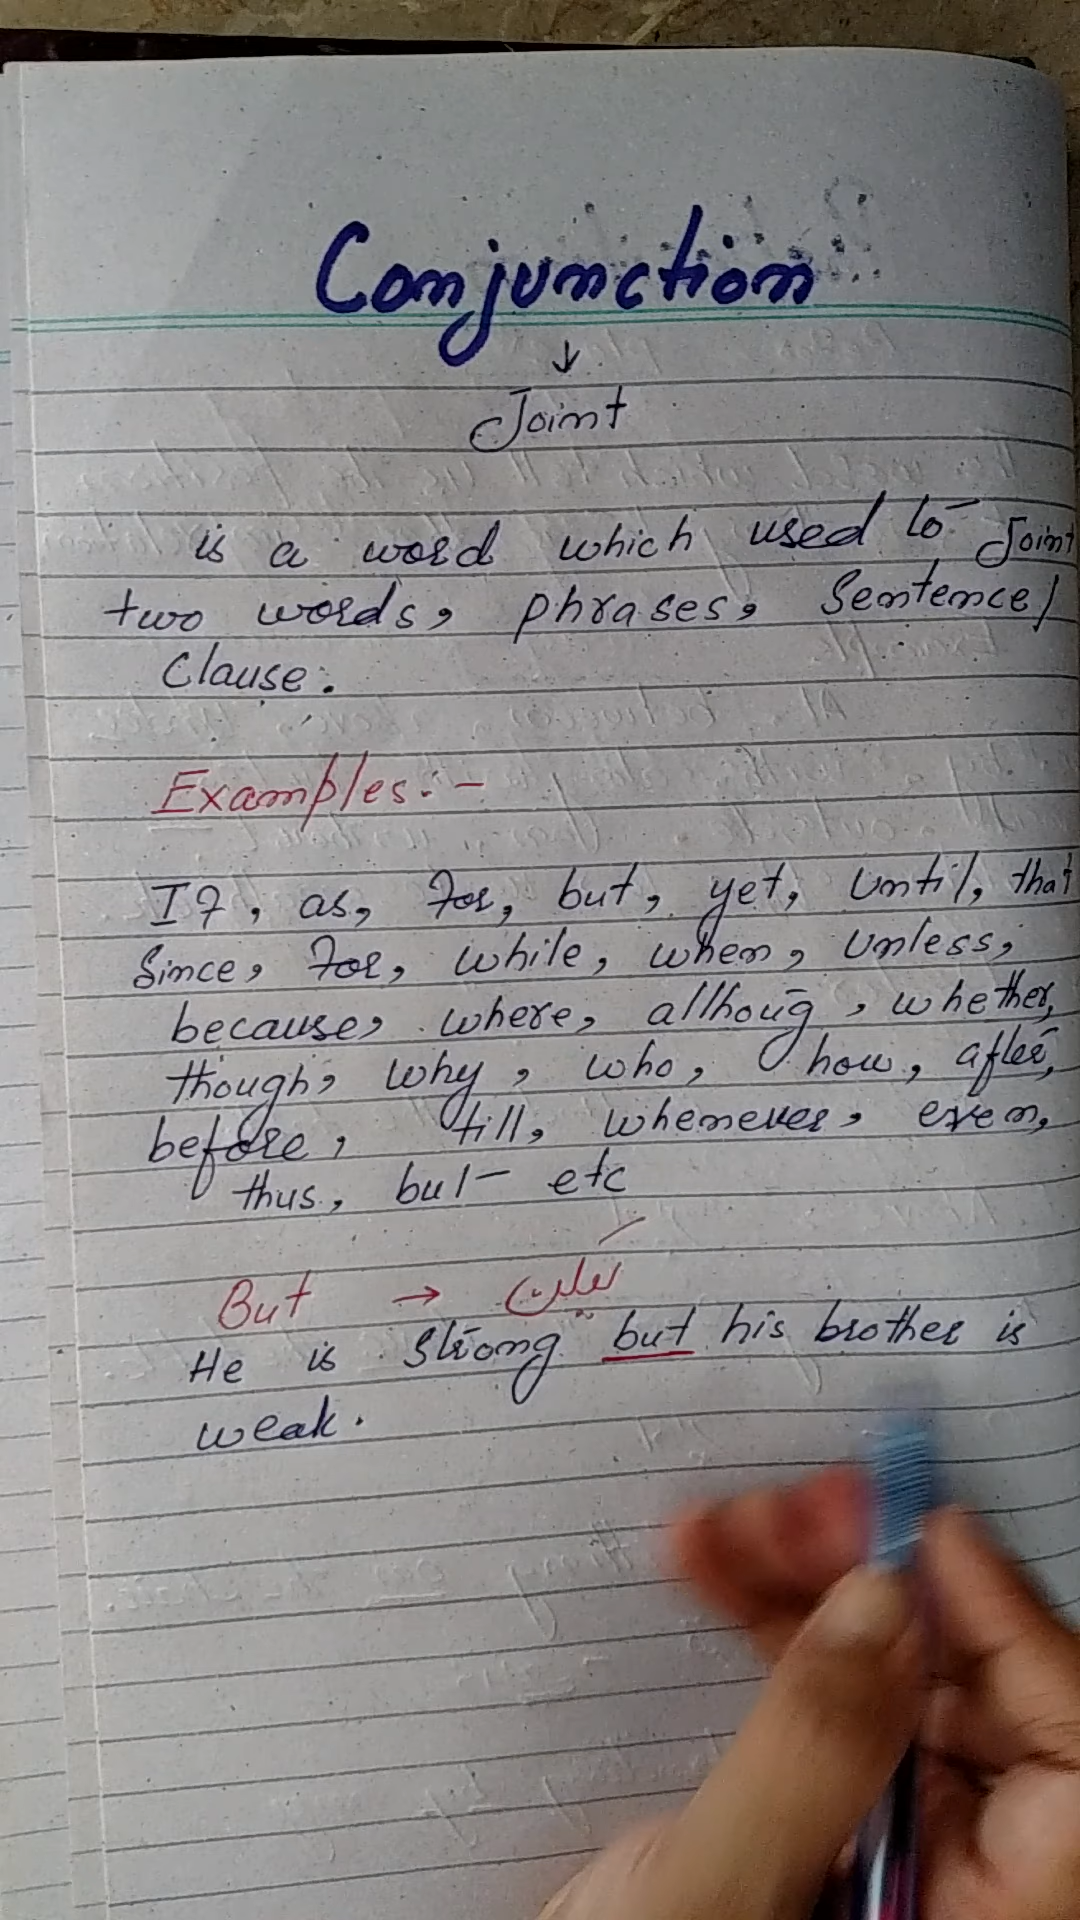 Conjunction
↓
Joint
is a word which used to Joint
two words, phrases, Sentence/
Clause.
Examples:-
If, as, For, but, yet, Until, that
Since, For, while, when, Unless,
because, where, althoug, whether,
though, why, who, how, after,
before, till, whenever, even,
thus, but etc
But → لیکن
He is strong but his brother is
weak.